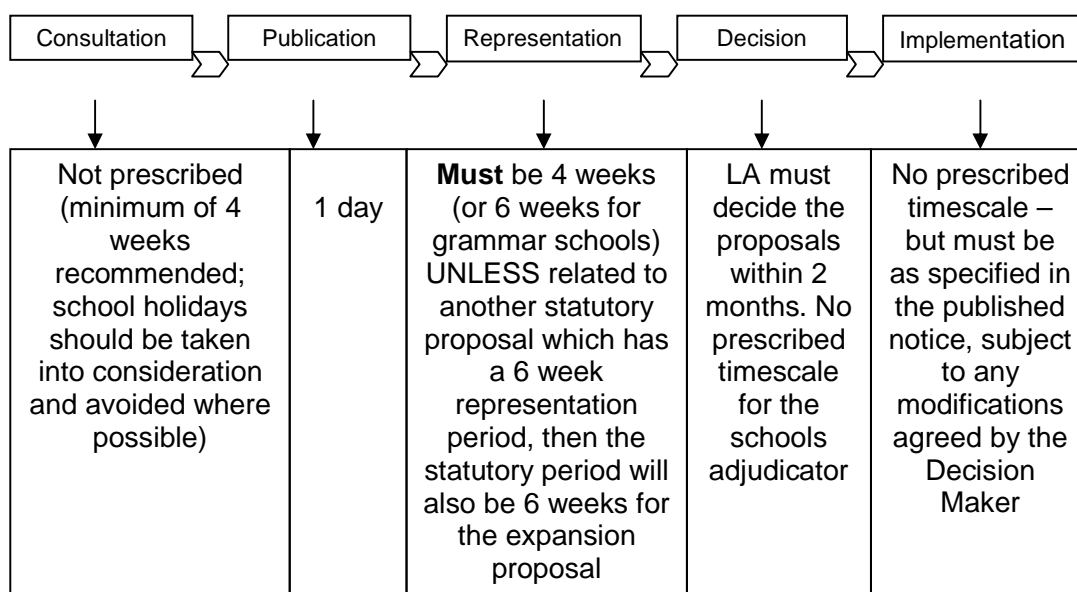 Consultation
Publication
Representation
Decision
Implementation
Not prescribed
(minimum of 4
weeks
recommended;
school holidays
should be taken
into consideration
and avoided where
possible)
1 day
Must be 4 weeks
(or 6 weeks for
grammar schools)
UNLESS related to
another statutory
proposal which has
a 6 week
representation
period, then the
statutory period will
also be 6 weeks for
the expansion
proposal
LA must
decide the
proposals
within 2
months. No
prescribed
timescale
for the
schools
adjudicator
No prescribed
timescale –
but must be
as specified in
the published
notice, subject
to any
modifications
agreed by the
Decision
Maker